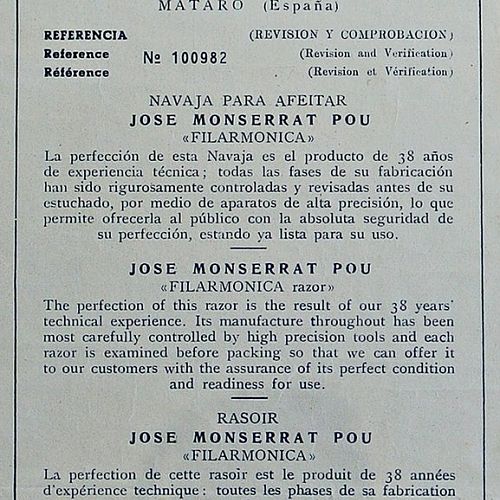 MATARÓ (España)
REFERENCIA (REVISION Y COMPROBACION)
Reference Nº 100982 (Revision and Verification)
Référence (Revision et Vérification)
NAVAJA PARA AFEITAR
JOSE MONSERRAT POU
«FILARMONICA»
La perfección de esta Navaja es el producto de 38 años
de experiencia técnica; todas las fases de su fabricación
han sido rigurosamente controladas y revisadas antes de su
estuchado, por medio de aparatos de alta precisión, lo que
permite ofrecerla al público con la absoluta seguridad de
su perfección, estando ya lista para su uso.
JOSE MONSERRAT POU
«FILARMONICA razor»
The perfection of this razor is the result of our 38 years'
technical experience. Its manufacture throughout has been
most carefully controlled by high precision tools and each
razor is examined before packing so that we can offer it
to our customers with the assurance of its perfect condition
and readiness for use.
RASOIR
JOSE MONSERRAT POU
«FILARMONICA»
La perfection de cette rasoir est le produit de 38 années
d'expérience technique: toutes les phases de sa fabrication